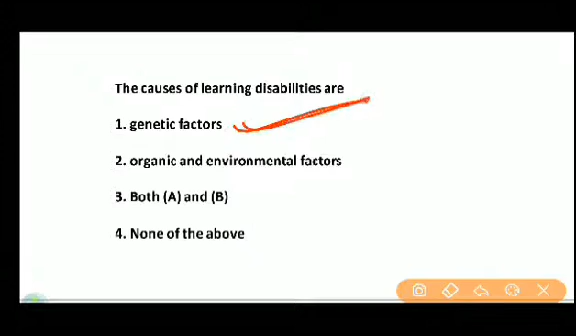 The causes of learning disabilities are
1. genetic factors
2. organic and environmental factors
3. Both (A) and (B)
4. None of the above